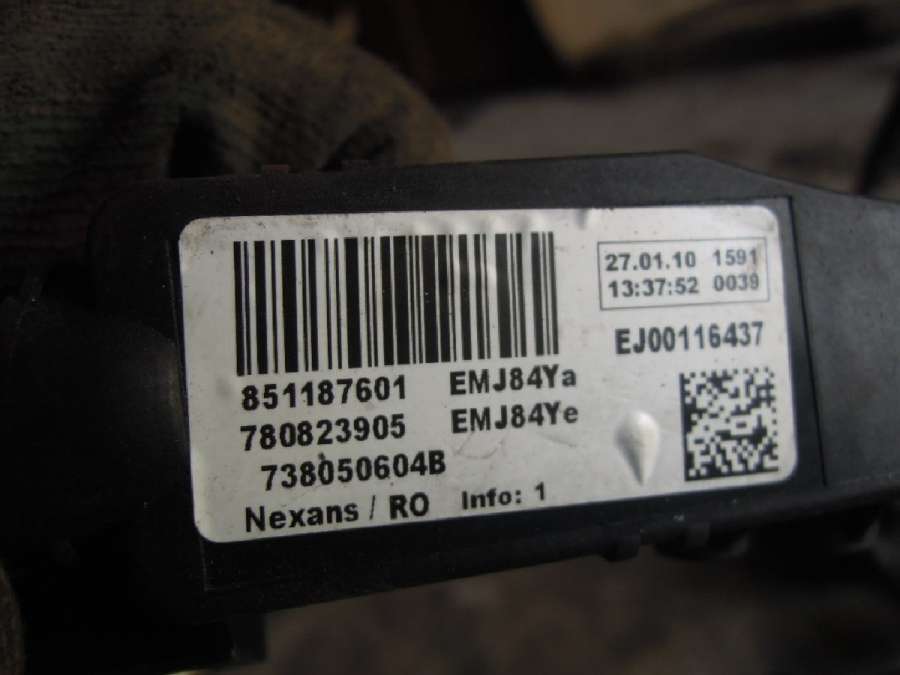 27.01.10 1591
13:37:52 0039
EJ00116437
851187601 EMJ84Ya
780823905 EMJ84Ye
738050604B
Nexans / RO Info: 1